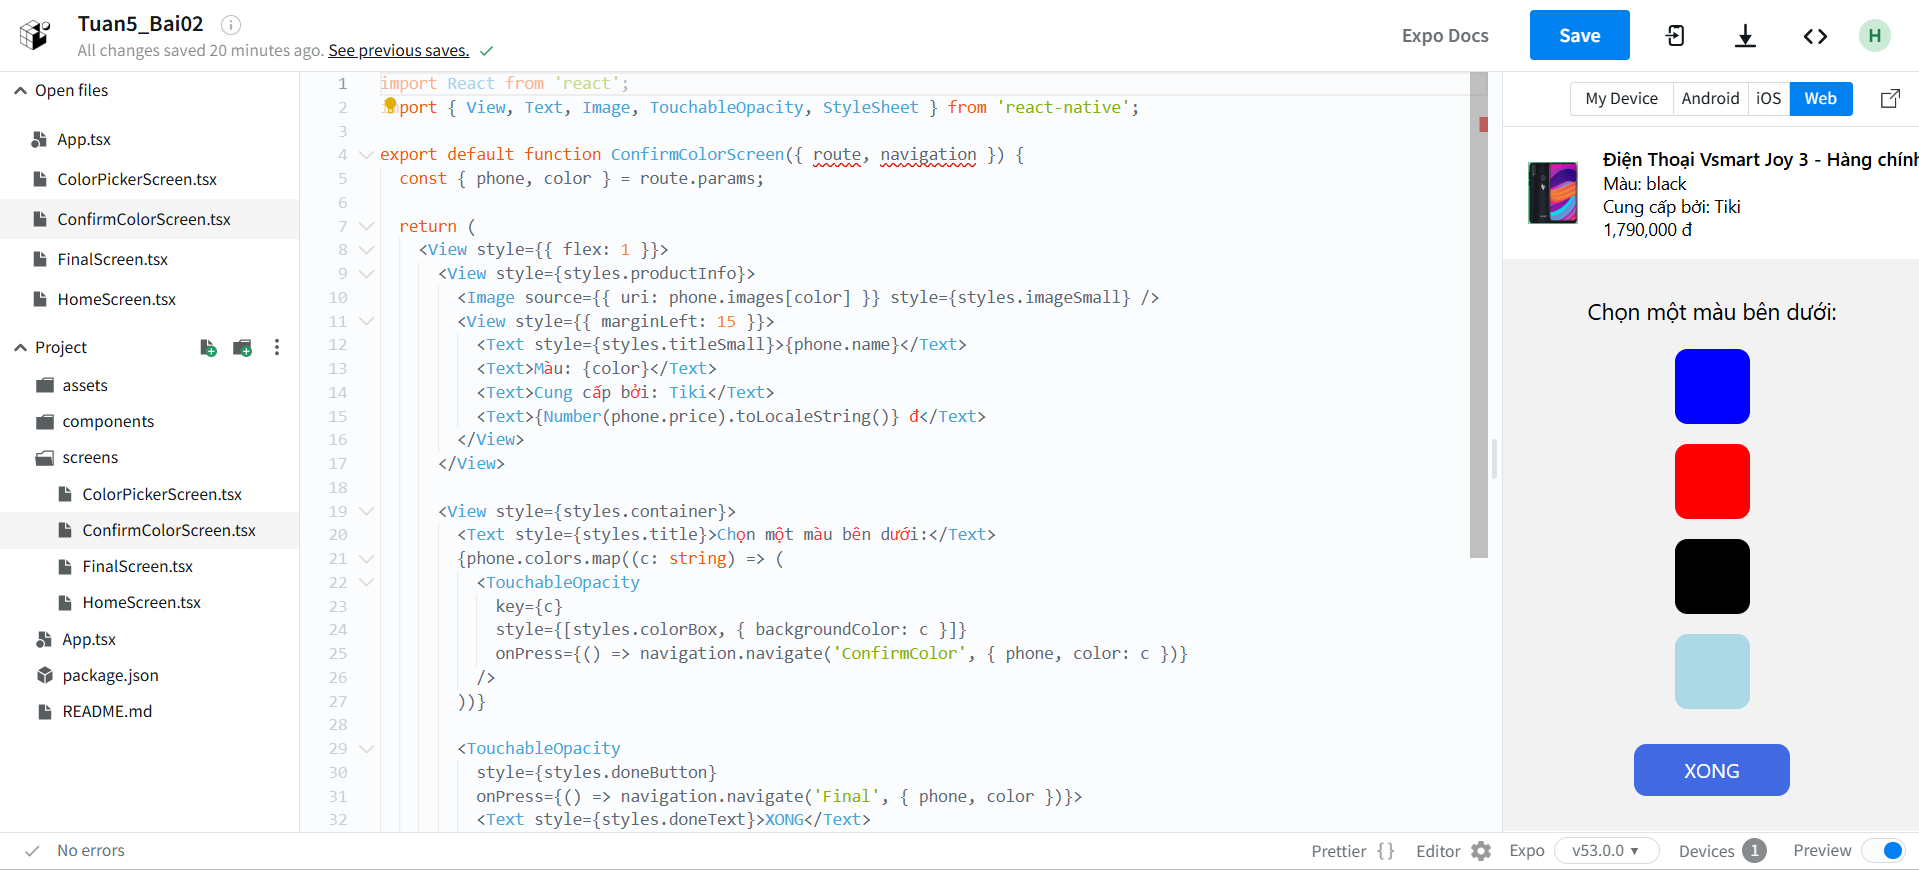 Tuan5_Bai02
All changes saved 20 minutes ago. See previous saves.
Expo Docs
Save
H
Open files
App.tsx
ColorPickerScreen.tsx
ConfirmColorScreen.tsx
FinalScreen.tsx
HomeScreen.tsx
Project
assets
components
screens
ColorPickerScreen.tsx
ConfirmColorScreen.tsx
FinalScreen.tsx
HomeScreen.tsx
App.tsx
package.json
README.md
1 import React from 'react';
2 port { View, Text, Image, TouchableOpacity, StyleSheet } from 'react-native';
3
4 export default function ConfirmColorScreen({ route, navigation }) {
5 const { phone, color } = route.params;
6
7 return (
8 <View style={{ flex: 1 }}>
9 <View style={styles.productInfo}>
10 <Image source={{ uri: phone.images[color] }} style={styles.imageSmall} />
11 <View style={{ marginLeft: 15 }}>
12 <Text style={styles.titleSmall}>{phone.name}</Text>
13 <Text>Màu: {color}</Text>
14 <Text>Cung cấp bởi: Tiki</Text>
15 <Text>{Number(phone.price).toLocaleString()} đ</Text>
16 </View>
17 </View>
18
19 <View style={styles.container}>
20 <Text style={styles.title}>Chọn một màu bên dưới:</Text>
21 {phone.colors.map((c: string) => (
22 <TouchableOpacity
23 key={c}
24 style={[styles.colorBox, { backgroundColor: c }]}
25 onPress={() => navigation.navigate('ConfirmColor', { phone, color: c })}
26 />
27 ))}
28
29 <TouchableOpacity
30 style={styles.doneButton}
31 onPress={() => navigation.navigate('Final', { phone, color })}>
32 <Text style={styles.doneText}>XONG</Text>
My Device
Android
iOS
Web
Điện Thoại Vsmart Joy 3 - Hàng chính
Màu: black
Cung cấp bởi: Tiki
1,790,000 đ
Chọn một màu bên dưới:
XONG
No errors
Prettier {}
Editor
Expo
v53.0.0
Devices 1
Preview